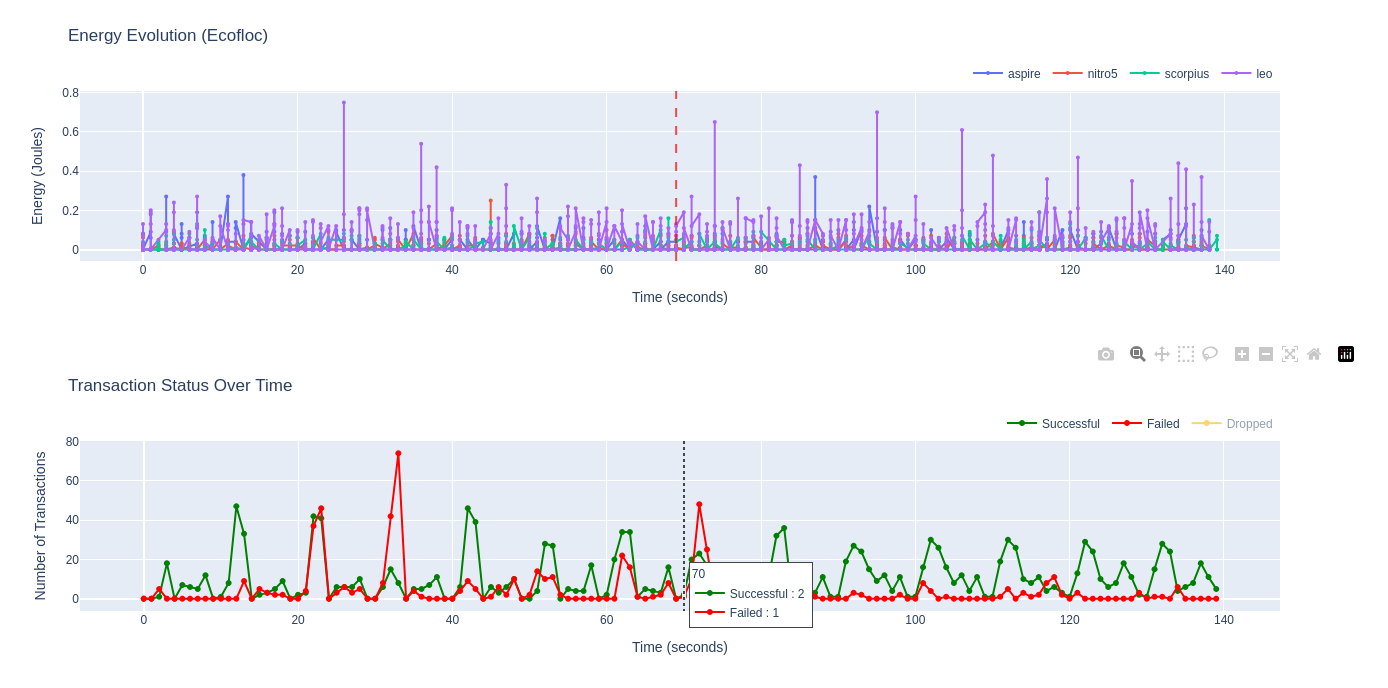 Energy Evolution (Ecofloc)
aspire nitro5 scorpius leo
Energy (Joules)
0.8
0.6
0.4
0.2
0
0 20 40 60 80 100 120 140
Time (seconds)
Transaction Status Over Time
Successful Failed Dropped
Number of Transactions
80
60
40
20
0
70
Successful : 2
Failed : 1
0 20 40 60 100 120 140
Time (seconds)